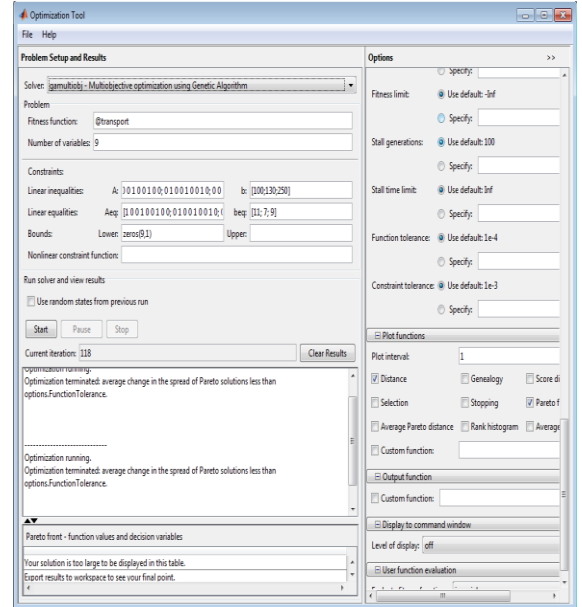 Optimization Tool
File Help
Problem Setup and Results
Solver: gamultiobj - Multiobjective optimization using Genetic Algorithm
Problem
Fitness function: @transport
Number of variables: 9
Constraints:
Linear inequalities: A: )0100100;010010010;00 b: [100;130;250]
Linear equalities: Aeq: [100100100;010010010;( beq: [11; 7; 9]
Bounds: Lower: zeros(9,1) Upper:
Nonlinear constraint function:
Run solver and view results
Use random states from previous run
Start Pause Stop
Current iteration: 118 Clear Results
Optimization running.
Optimization terminated: average change in the spread of Pareto solutions less than
options.FunctionTolerance.
----------------------------
Optimization running.
Optimization terminated: average change in the spread of Pareto solutions less than
options.FunctionTolerance.
Pareto front - function values and decision variables
Your solution is too large to be displayed in this table.
Export results to workspace to see your final point.
Options >>
Specify:
Fitness limit: Use default: -Inf
Specify:
Stall generations: Use default: 100
Specify:
Stall time limit: Use default: Inf
Specify:
Function tolerance: Use default: 1e-4
Specify:
Constraint tolerance: Use default: 1e-3
Specify:
Plot functions
Plot interval: 1
Distance Genealogy Score di
Selection Stopping Pareto f
Average Pareto distance Rank histogram Average
Custom function:
Output function
Custom function:
Display to command window
Level of display: off
User function evaluation